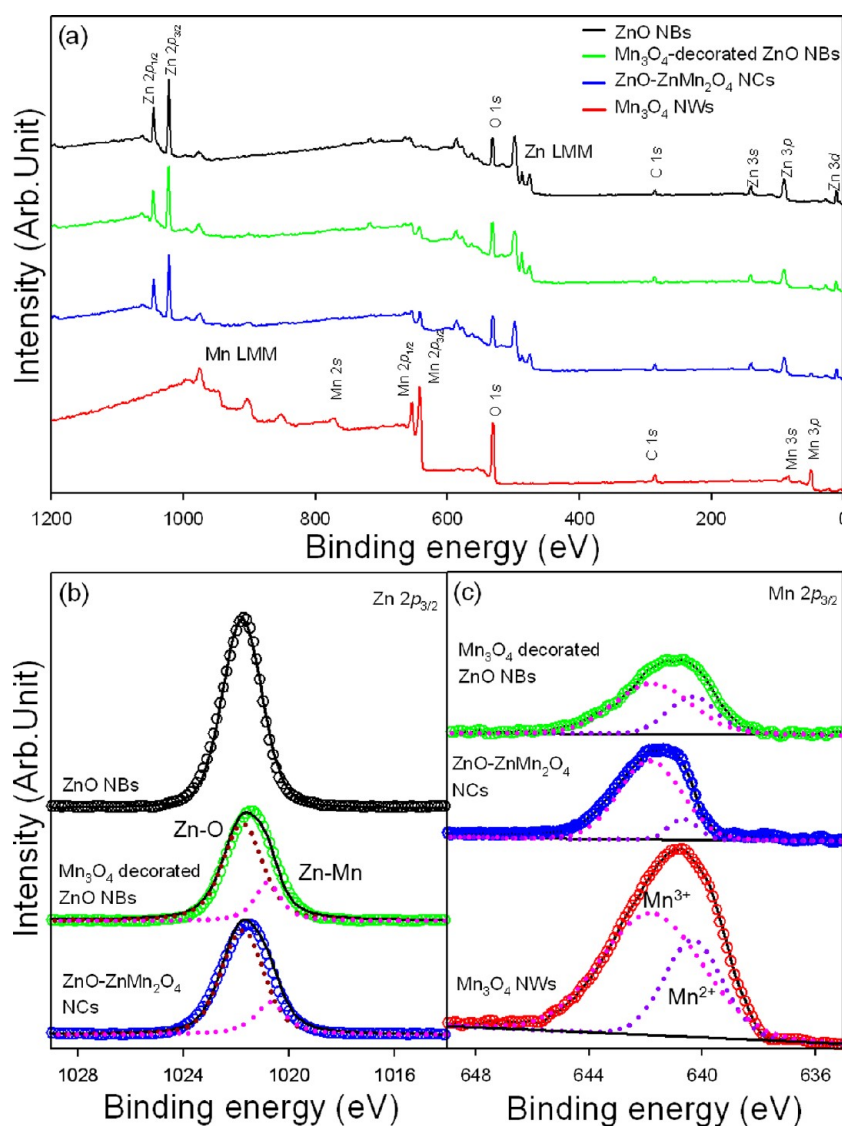 (a)
ZnO NBs
Mn₃O₄-decorated ZnO NBs
ZnO-ZnMn₂O₄ NCs
Mn₃O₄ NWs
Zn 2p₁/₂
Zn 2p₃/₂
O 1s
Zn LMM
C 1s
Zn 3s
Zn 3p
Zn 3d
Mn LMM
Mn 2s
Mn 2p₁/₂
Mn 2p₃/₂
O 1s
C 1s
Mn 3s
Mn 3p
Intensity (Arb.Unit)
1200 1000 800 600 400 200 0
Binding energy (eV)
(b)
Zn 2p₃/₂
ZnO NBs
Zn-O
Zn-Mn
Mn₃O₄ decorated
ZnO NBs
ZnO-ZnMn₂O₄
NCs
Intensity (Arb.Unit)
1028 1024 1020 1016
Binding energy (eV)
(c)
Mn 2p₃/₂
Mn₃O₄ decorated
ZnO NBs
ZnO-ZnMn₂O₄
NCs
Mn³⁺
Mn₃O₄ NWs
Mn²⁺
648 644 640 636
Binding energy (eV)